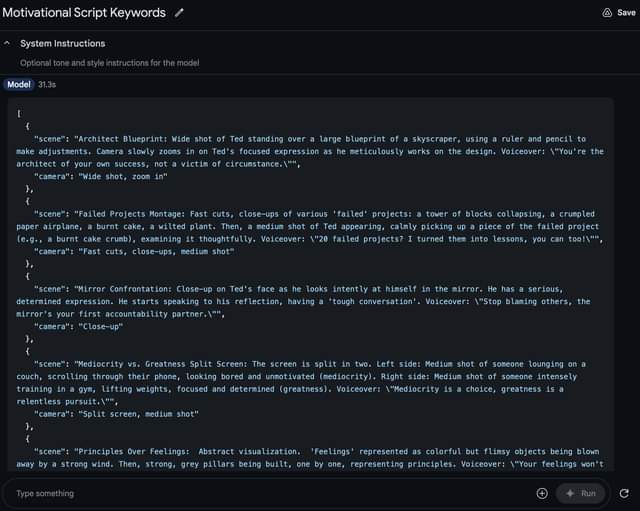 Motivational Script Keywords
Save
System Instructions
Optional tone and style instructions for the model
Model 31.3s
[
{
"scene": "Architect Blueprint: Wide shot of Ted standing over a large blueprint of a skyscraper, using a ruler and pencil to
make adjustments. Camera slowly zooms in on Ted's focused expression as he meticulously works on the design. Voiceover: \"You're the
architect of your own success, not a victim of circumstance.\"",
"camera": "Wide shot, zoom in"
},
{
"scene": "Failed Projects Montage: Fast cuts, close-ups of various 'failed' projects: a tower of blocks collapsing, a crumpled
paper airplane, a burnt cake, a wilted plant. Then, a medium shot of Ted appearing, calmly picking up a piece of the failed project
(e.g., a burnt cake crumb), examining it thoughtfully. Voiceover: \"20 failed projects? I turned them into lessons, you can too!\"",
"camera": "Fast cuts, close-ups, medium shot"
},
{
"scene": "Mirror Confrontation: Close-up on Ted's face as he looks intently at himself in the mirror. He has a serious,
determined expression. He starts speaking to his reflection, having a 'tough conversation'. Voiceover: \"Stop blaming others, the
mirror's your first accountability partner.\"",
"camera": "Close-up"
},
{
"scene": "Mediocrity vs. Greatness Split Screen: The screen is split in two. Left side: Medium shot of someone lounging on a
couch, scrolling through their phone, looking bored and unmotivated (mediocrity). Right side: Medium shot of someone intensely
training in a gym, lifting weights, focused and determined (greatness). Voiceover: \"Mediocrity is a choice, greatness is a
relentless pursuit.\"",
"camera": "Split screen, medium shot"
},
{
"scene": "Principles Over Feelings:  Abstract visualization.  'Feelings' represented as colorful but flimsy objects being blown
away by a strong wind. Then, strong, grey pillars being built, one by one, representing principles. Voiceover: \"Your feelings won't
Type something
Run